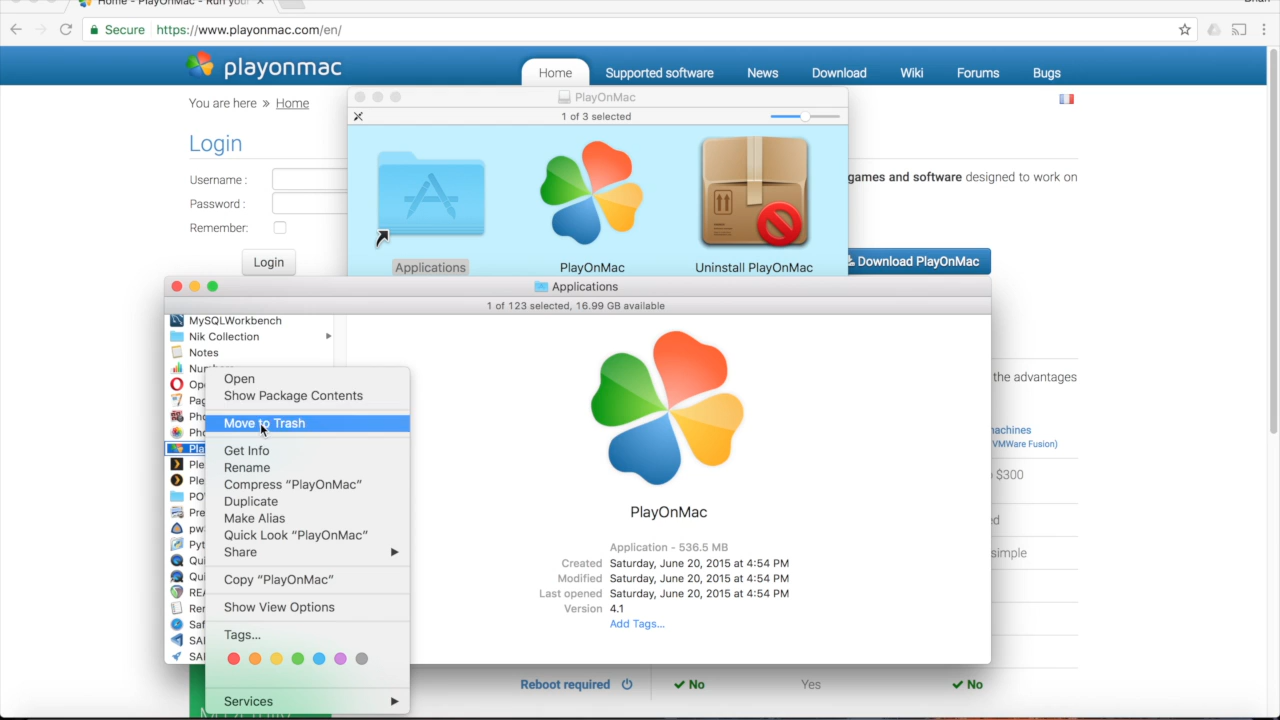 Home - PlayOnMac - Run your
Secure https://www.playonmac.com/en/
playonmac
Home Supported software News Download Wiki Forums Bugs
You are here » Home
Login
Username :
Password :
Remember:
Login
PlayOnMac
1 of 3 selected
Applications PlayOnMac Uninstall PlayOnMac
games and software designed to work on
Download PlayOnMac
the advantages
VMWare Fusion)
$300
simple
Reboot required No Yes No
Applications
1 of 123 selected, 16.99 GB available
MySQLWorkbench
Nik Collection
Notes
Open
Show Package Contents
Move to Trash
Get Info
Rename
Compress “PlayOnMac”
Duplicate
Make Alias
Quick Look “PlayOnMac”
Share
Copy “PlayOnMac”
Show View Options
Tags...
Services
PlayOnMac
Application - 536.5 MB
Created Saturday, June 20, 2015 at 4:54 PM
Modified Saturday, June 20, 2015 at 4:54 PM
Last opened Saturday, June 20, 2015 at 4:54 PM
Version 4.1
Add Tags...